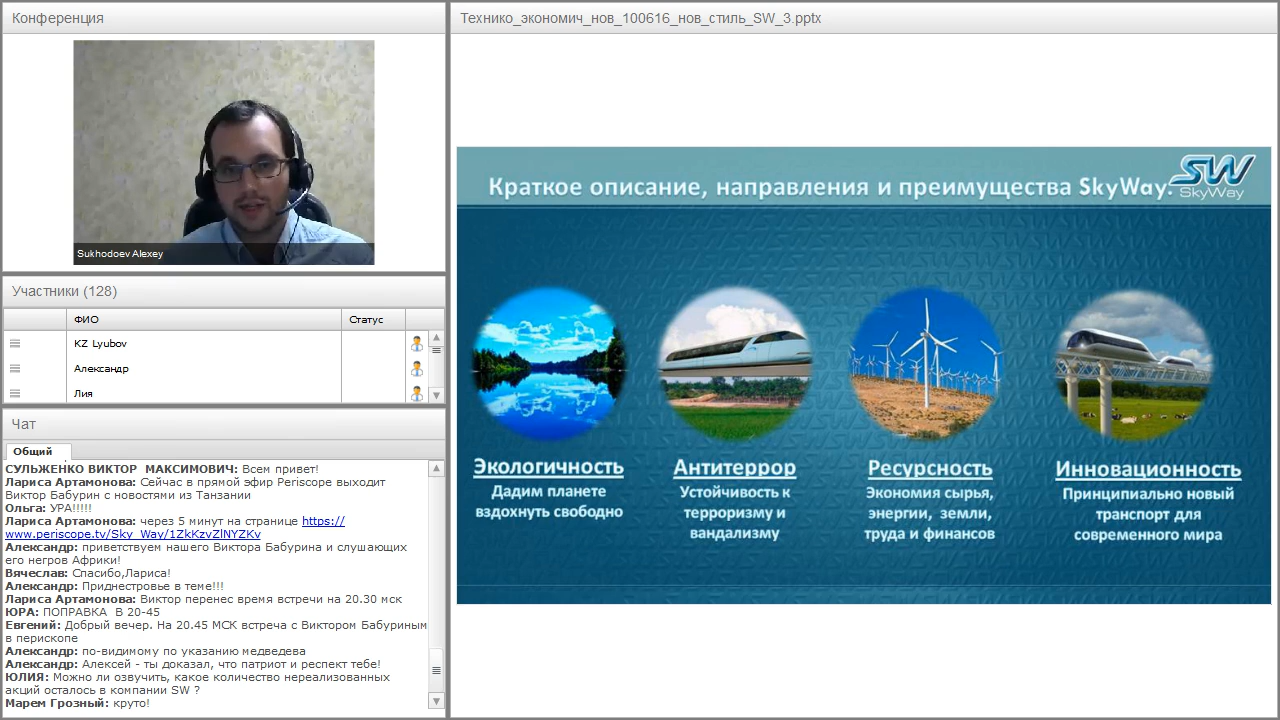 Конференция
Sukhodoev Alexey
Участники (128)
ФИО
Статус
KZ Lyubov
Александр
Лия
Чат
Общий
СУЛЬЖЕНКО ВИКТОР МАКСИМОВИЧ: Всем привет!
Лариса Артамонова: Сейчас в прямой эфир Periscope выходит
Виктор Бабурин с новостями из Танзании
Ольга: УРА!!!!!
Лариса Артамонова: через 5 минут на странице https://
www.periscope.tv/Sky_Way/1ZkKzvZlNYZKv
Александр: приветствуем нашего Виктора Бабурина и слушающих
его негров Африки!
Вячеслав: Спасибо,Лариса!
Александр: Приднестровье в теме!!!
Лариса Артамонова: Виктор перенес время встречи на 20.30 мск
ЮРА: ПОПРАВКА В 20-45
Евгений: Добрый вечер. На 20.45 МСК встреча с Виктором Бабуриным
в перископе
Александр: по-видимому по указанию медведева
Александр: Алексей - ты доказал, что патриот и респект тебе!
ЮЛИЯ: Можно ли озвучить, какое количество нереализованных
акций осталось в компании SW ?
Марем Грозный: круто!
Технико_экономич_нов_100616_нов_стиль_SW_3.pptx
Краткое описание, направления и преимущества SkyWay.
SW
SkyWay
Экологичность
Дадим планете
вздохнуть свободно
Антитеррор
Устойчивость к
терроризму и
вандализму
Ресурсность
Экономия сырья,
энергии, земли,
труда и финансов
Инновационность
Принципиально новый
транспорт для
современного мира